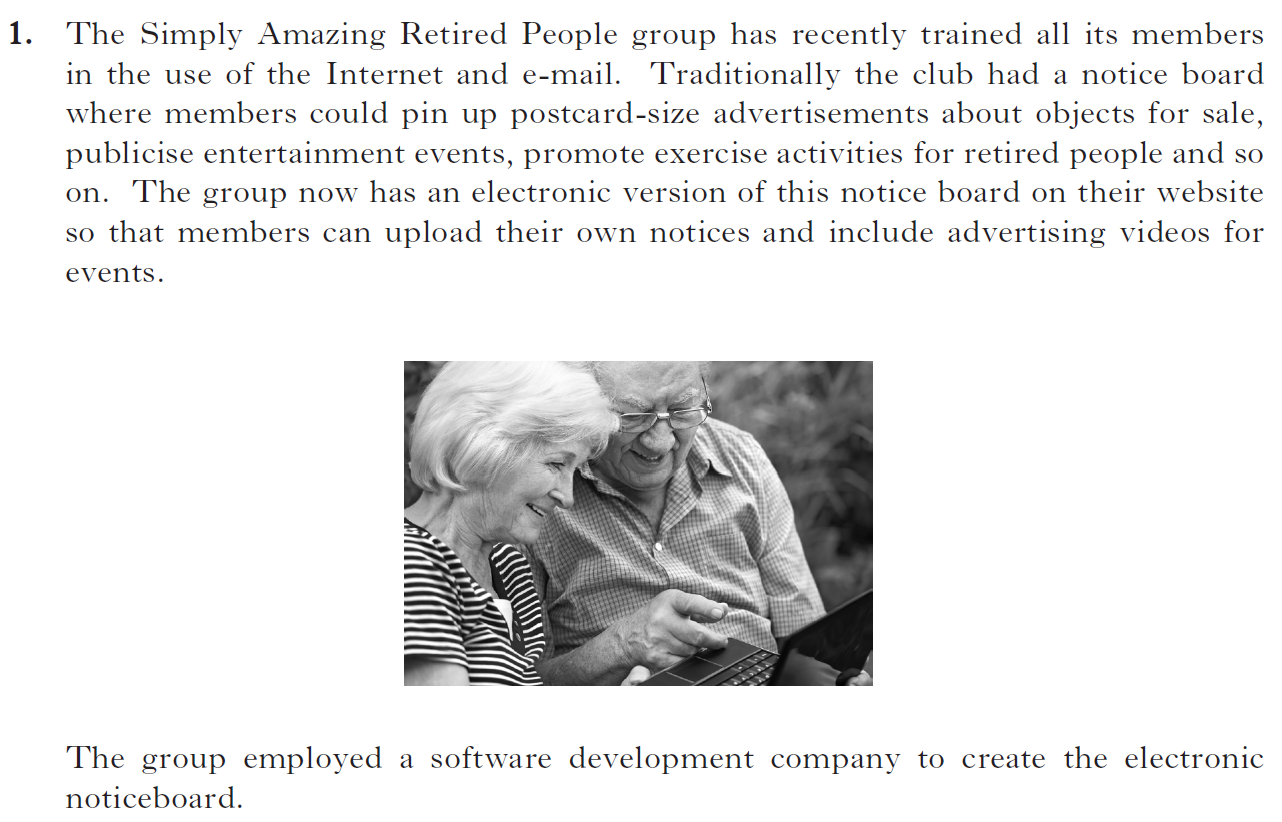 1. The Simply Amazing Retired People group has recently trained all its members
in the use of the Internet and e-mail. Traditionally the club had a notice board
where members could pin up postcard-size advertisements about objects for sale,
publicise entertainment events, promote exercise activities for retired people and so
on. The group now has an electronic version of this notice board on their website
so that members can upload their own notices and include advertising videos for
events.
The group employed a software development company to create the electronic
noticeboard.